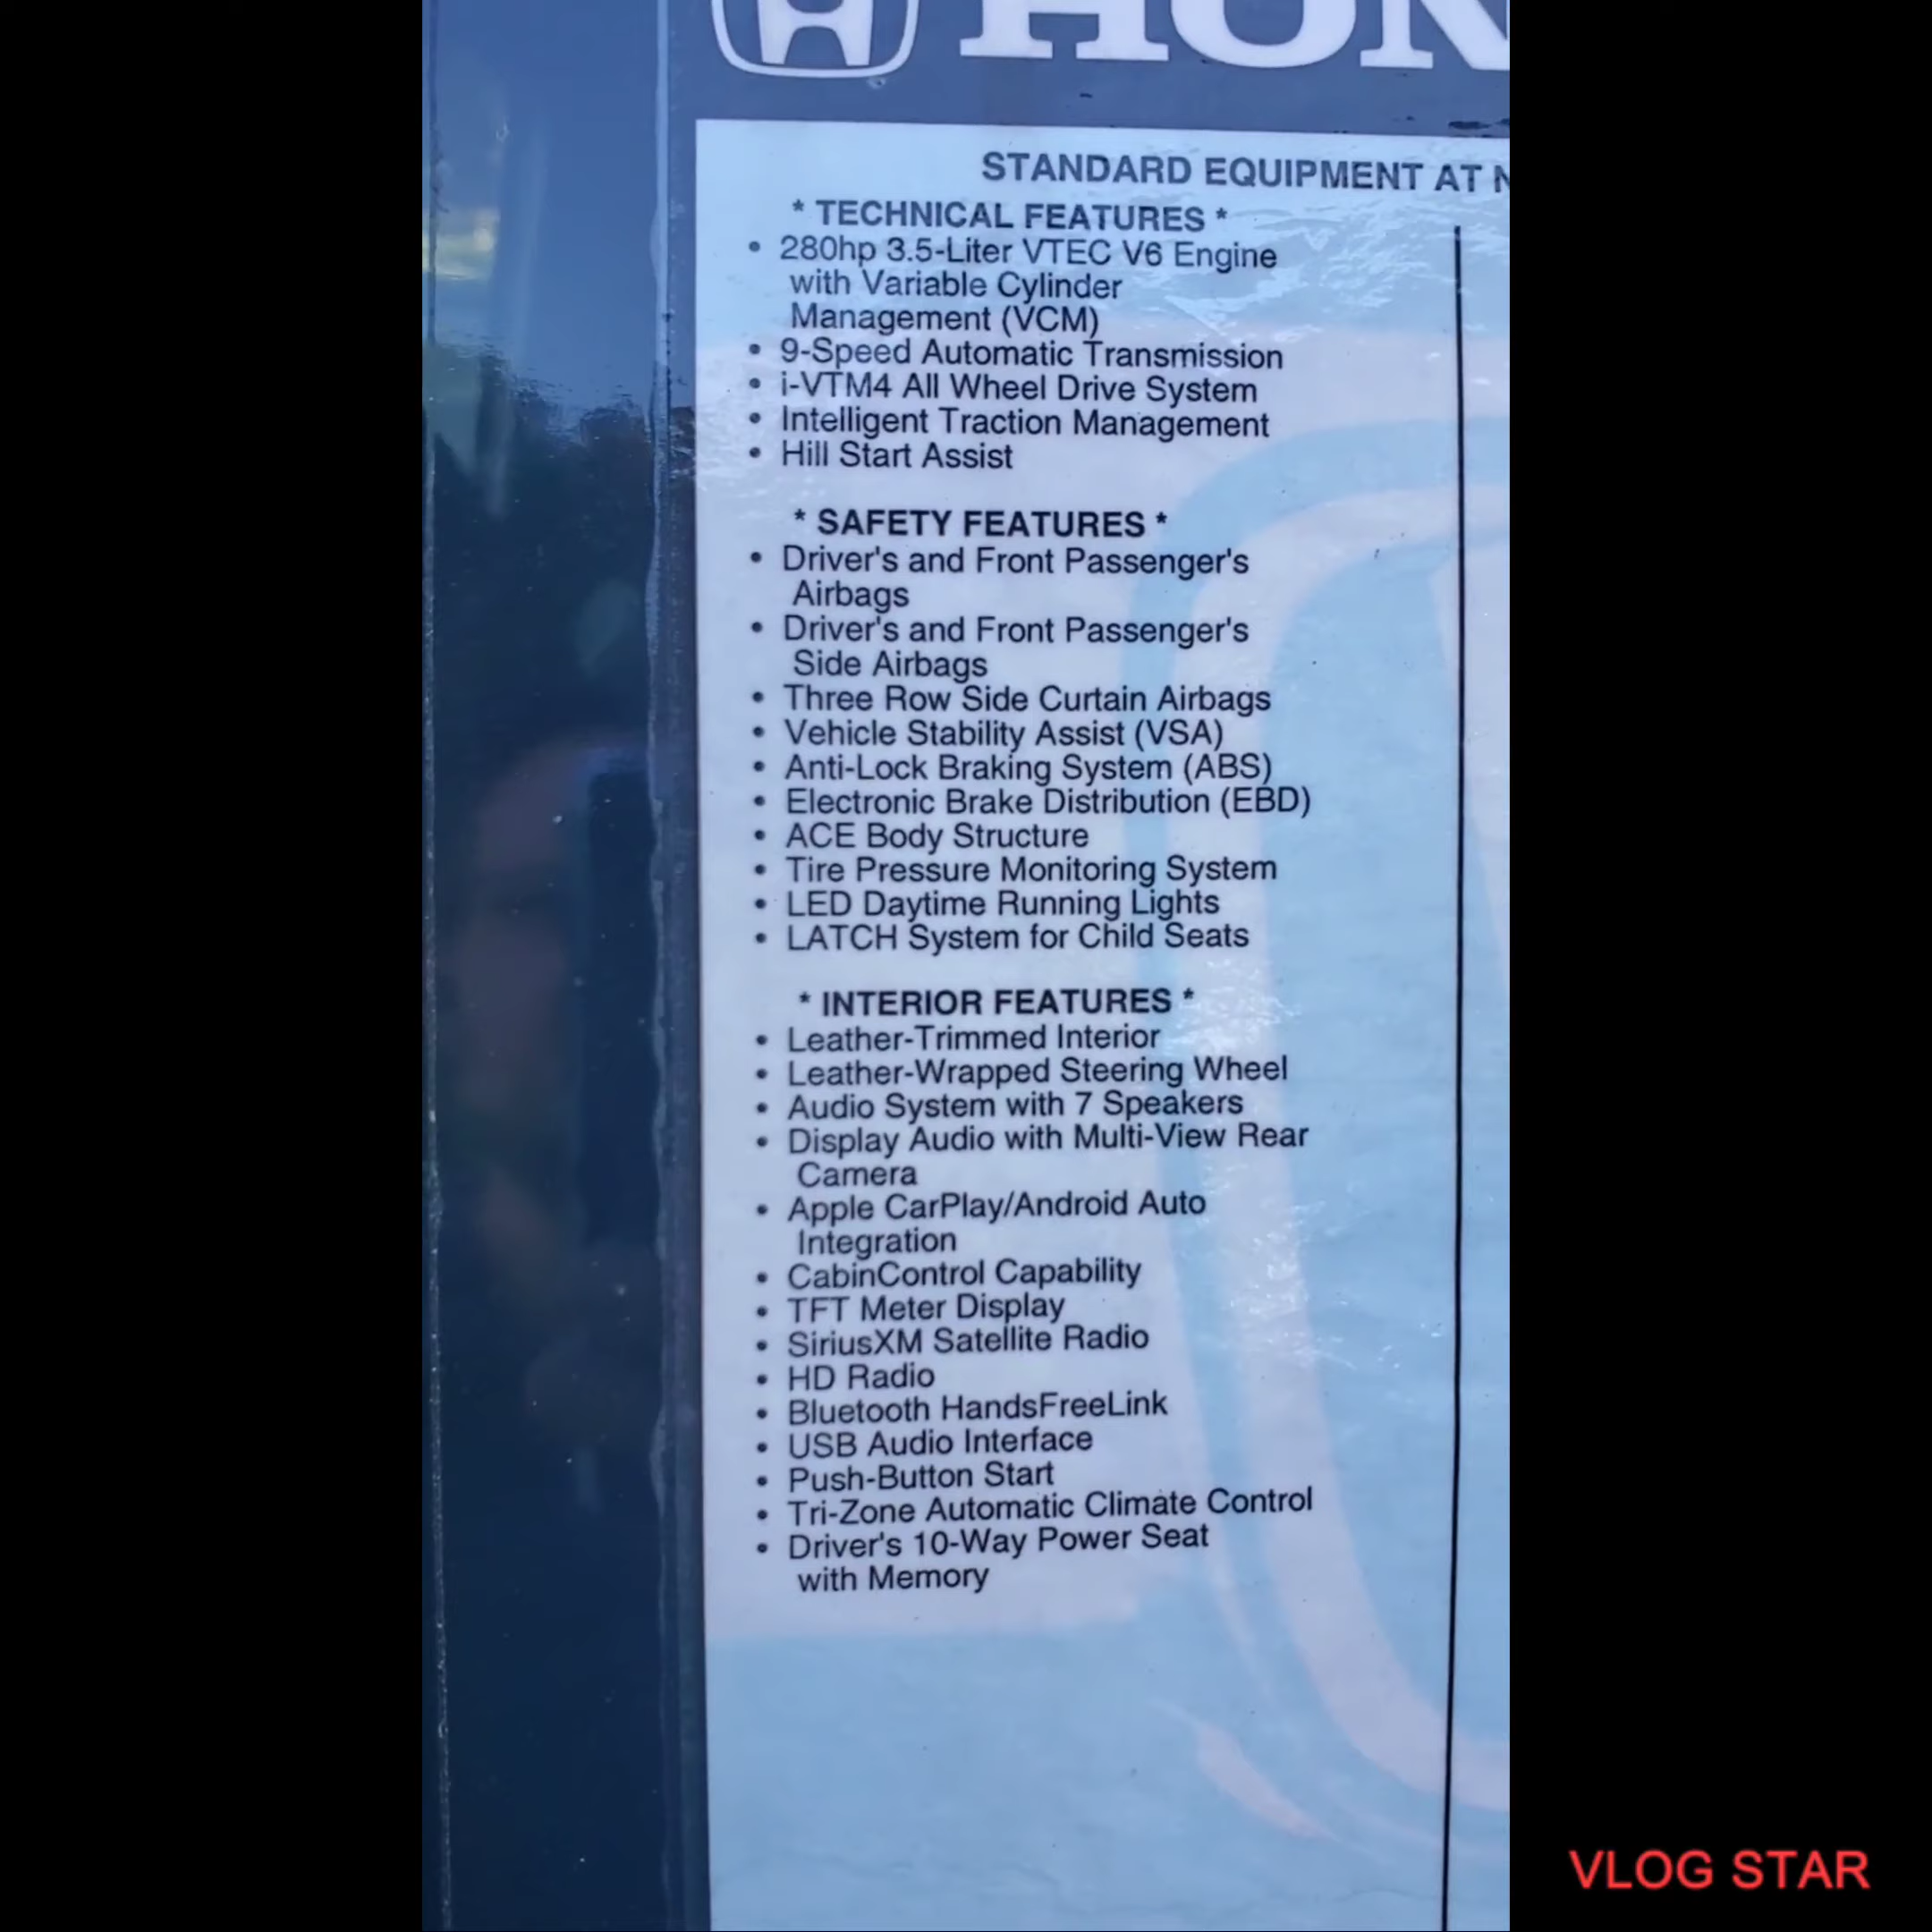 STANDARD EQUIPMENT AT
* TECHNICAL FEATURES *
• 280hp 3.5-Liter VTEC V6 Engine
with Variable Cylinder
Management (VCM)
• 9-Speed Automatic Transmission
• i-VTM4 All Wheel Drive System
• Intelligent Traction Management
• Hill Start Assist
* SAFETY FEATURES *
• Driver's and Front Passenger's
Airbags
• Driver's and Front Passenger's
Side Airbags
• Three Row Side Curtain Airbags
• Vehicle Stability Assist (VSA)
• Anti-Lock Braking System (ABS)
• Electronic Brake Distribution (EBD)
• ACE Body Structure
• Tire Pressure Monitoring System
• LED Daytime Running Lights
• LATCH System for Child Seats
* INTERIOR FEATURES *
• Leather-Trimmed Interior
• Leather-Wrapped Steering Wheel
• Audio System with 7 Speakers
• Display Audio with Multi-View Rear
Camera
• Apple CarPlay/Android Auto
Integration
• CabinControl Capability
• TFT Meter Display
• SiriusXM Satellite Radio
• HD Radio
• Bluetooth HandsFreeLink
• USB Audio Interface
• Push-Button Start
• Tri-Zone Automatic Climate Control
• Driver's 10-Way Power Seat
with Memory
VLOG STAR